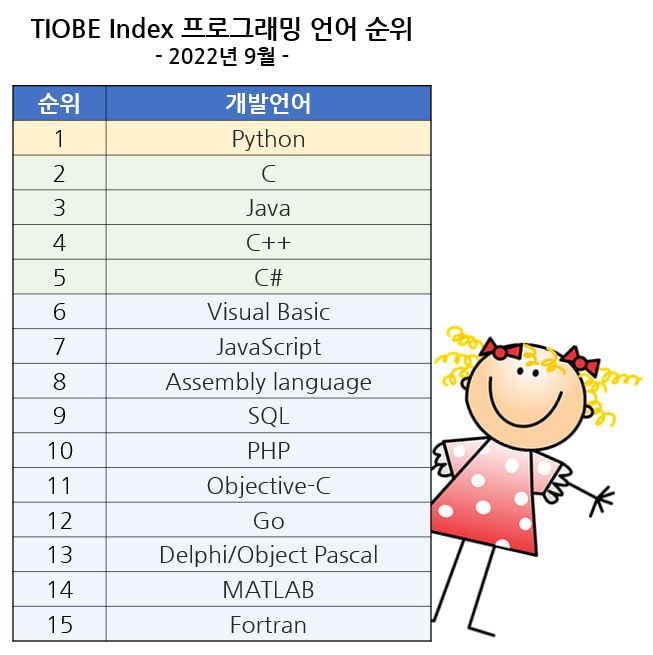 TIOBE Index 프로그래밍 언어 순위
- 2022년 9월 -
순위 개발언어
1 Python
2 C
3 Java
4 C++
5 C#
6 Visual Basic
7 JavaScript
8 Assembly language
9 SQL
10 PHP
11 Objective-C
12 Go
13 Delphi/Object Pascal
14 MATLAB
15 Fortran